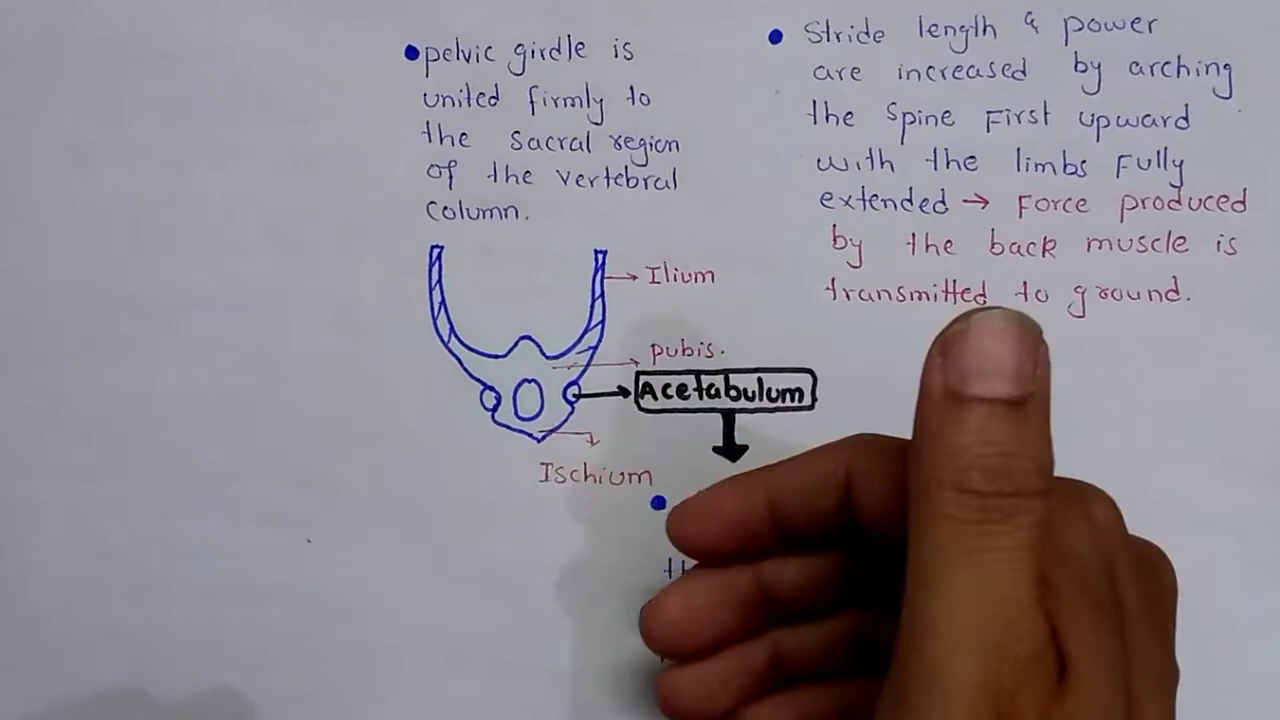 • pelvic girdle is
united firmly to
the sacral region
of the vertebral
column.
Ilium
pubis.
Acetabulum
Ischium
• Stride length & power
are increased by arching
the spine first upward
with the limbs fully
extended → Force produced
by the back muscle is
transmitted to ground.